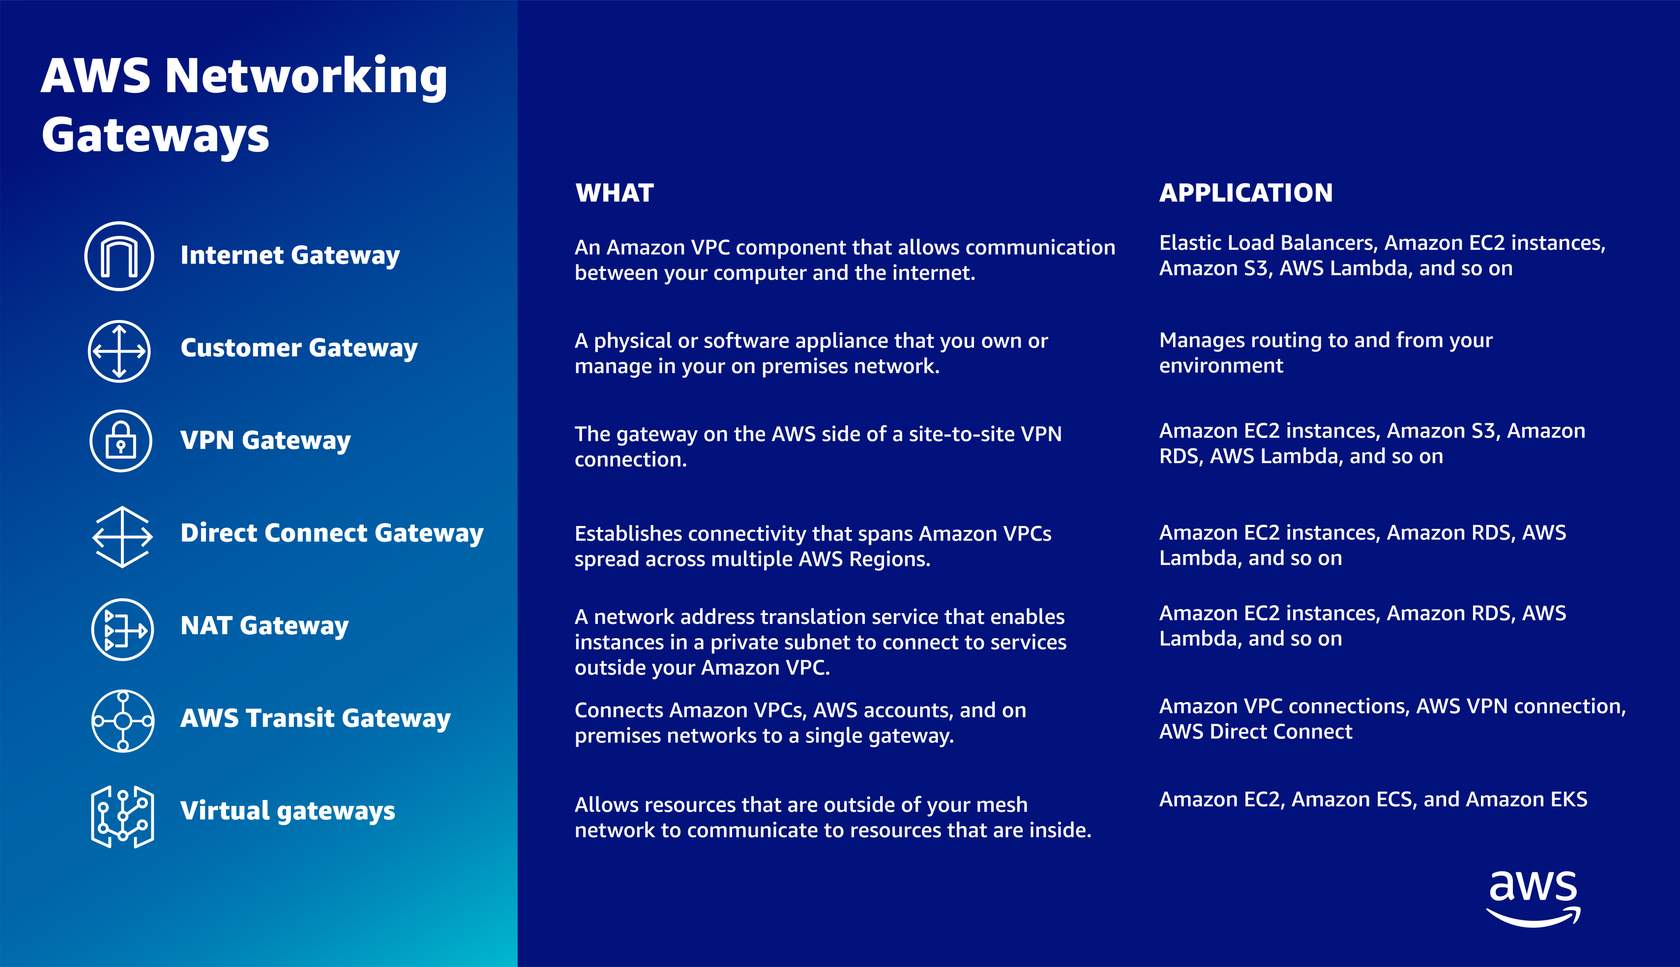 AWS Networking
Gateways
WHAT
APPLICATION
Internet Gateway
An Amazon VPC component that allows communication
between your computer and the internet.
Elastic Load Balancers, Amazon EC2 instances,
Amazon S3, AWS Lambda, and so on
Customer Gateway
A physical or software appliance that you own or
manage in your on premises network.
Manages routing to and from your
environment
VPN Gateway
The gateway on the AWS side of a site-to-site VPN
connection.
Amazon EC2 instances, Amazon S3, Amazon
RDS, AWS Lambda, and so on
Direct Connect Gateway
Establishes connectivity that spans Amazon VPCs
spread across multiple AWS Regions.
Amazon EC2 instances, Amazon RDS, AWS
Lambda, and so on
NAT Gateway
A network address translation service that enables
instances in a private subnet to connect to services
outside your Amazon VPC.
Amazon EC2 instances, Amazon RDS, AWS
Lambda, and so on
AWS Transit Gateway
Connects Amazon VPCs, AWS accounts, and on
premises networks to a single gateway.
Amazon VPC connections, AWS VPN connection,
AWS Direct Connect
Virtual gateways
Allows resources that are outside of your mesh
network to communicate to resources that are inside.
Amazon EC2, Amazon ECS, and Amazon EKS
aws